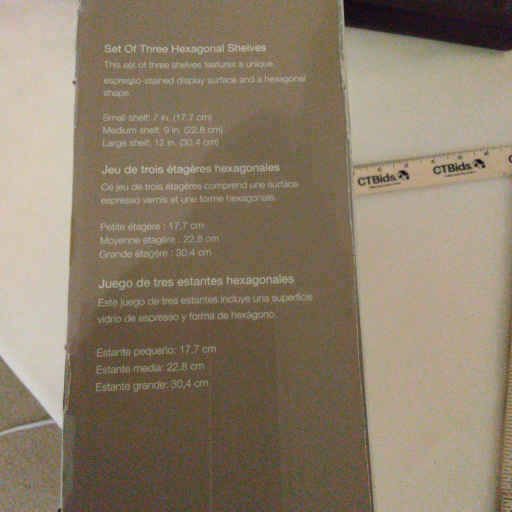 Set Of Three Hexagonal Shelves
This set of three shelves features a unique
espresso-stained display surface and a hexagonal
shape.
Small shelf: 7 in. (17.7 cm)
Medium shelf: 9 in. (22.8 cm)
Large shelf: 12 in. (30.4 cm)
Jeu de trois étagères hexagonales
Ce jeu de trois étagères comprend une surface
espresso vernis et une forme hexagonale.
Petite étagère : 17,7 cm
Moyenne étagère : 22,8 cm
Grande étagère : 30,4 cm
Juego de tres estantes hexagonales
Este juego de tres estantes incluye una superficie
vidrio de espresso y forma de hexágono.
Estante pequeño: 17,7 cm
Estante media: 22,8 cm
Estante grande: 30,4 cm
CTBids.
CTBids.